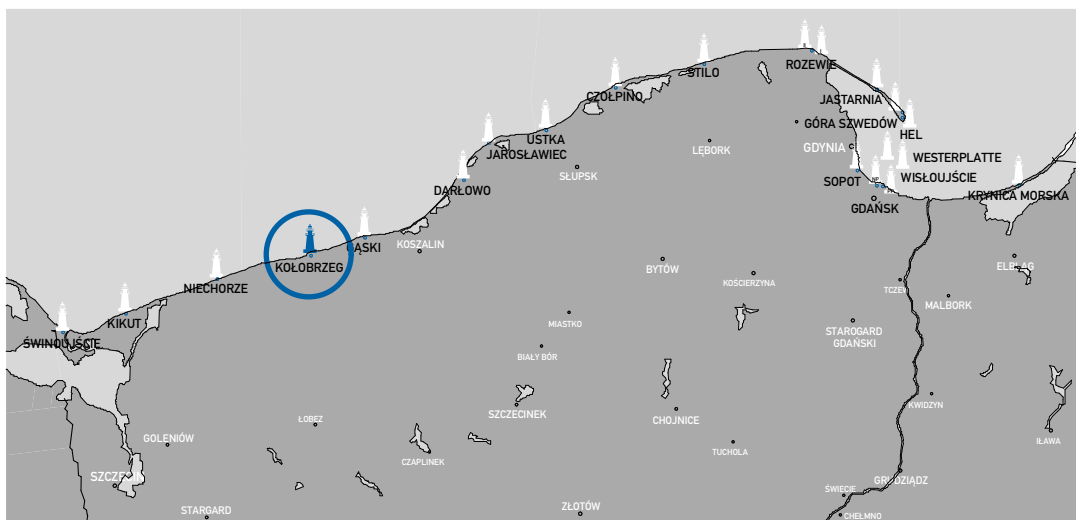 ROZEWIE
STILO
CZOŁPINO
JASTARNIA
GÓRA SZWEDÓW
HEL
USTKA
JAROSŁAWIEC
LĘBORK
GDYNIA
WESTERPLATTE
SŁUPSK
SOPOT
WISŁOUJŚCIE
NP
DARŁOWO
KRYNICA MORSKA
GDAŃSK
KOSZALIN
KOŁOBRZEG
BYTÓW
ELBLĄG
KOŚCIERZYNA
NIECHORZE
TCZEW
MALBORK
MIASTKO
KIKUT
STAROGARD
GDAŃSKI
ŚWINOUJŚCIE
BIAŁY BÓR
KWIDZYN
SZCZECINEK
CHOJNICE
ŁOBEZ
GOLENIÓW
IŁAWA
TUCHOLA
CZAPLINEK
SZCZECIN
GRUDZIĄDZ
ŚWIECIE
STARGARD
ZŁOTÓW
CHEŁMNO